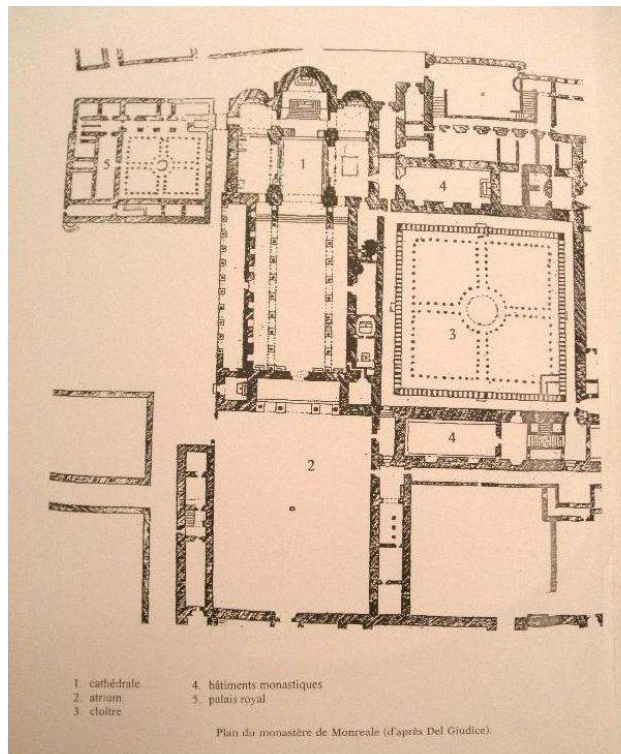 5
1
4
3
4
2
1. cathédrale
2. atrium
3. cloître
4. bâtiments monastiques
5. palais royal
Plan du monastère de Monreale (d'après Del Giudice).